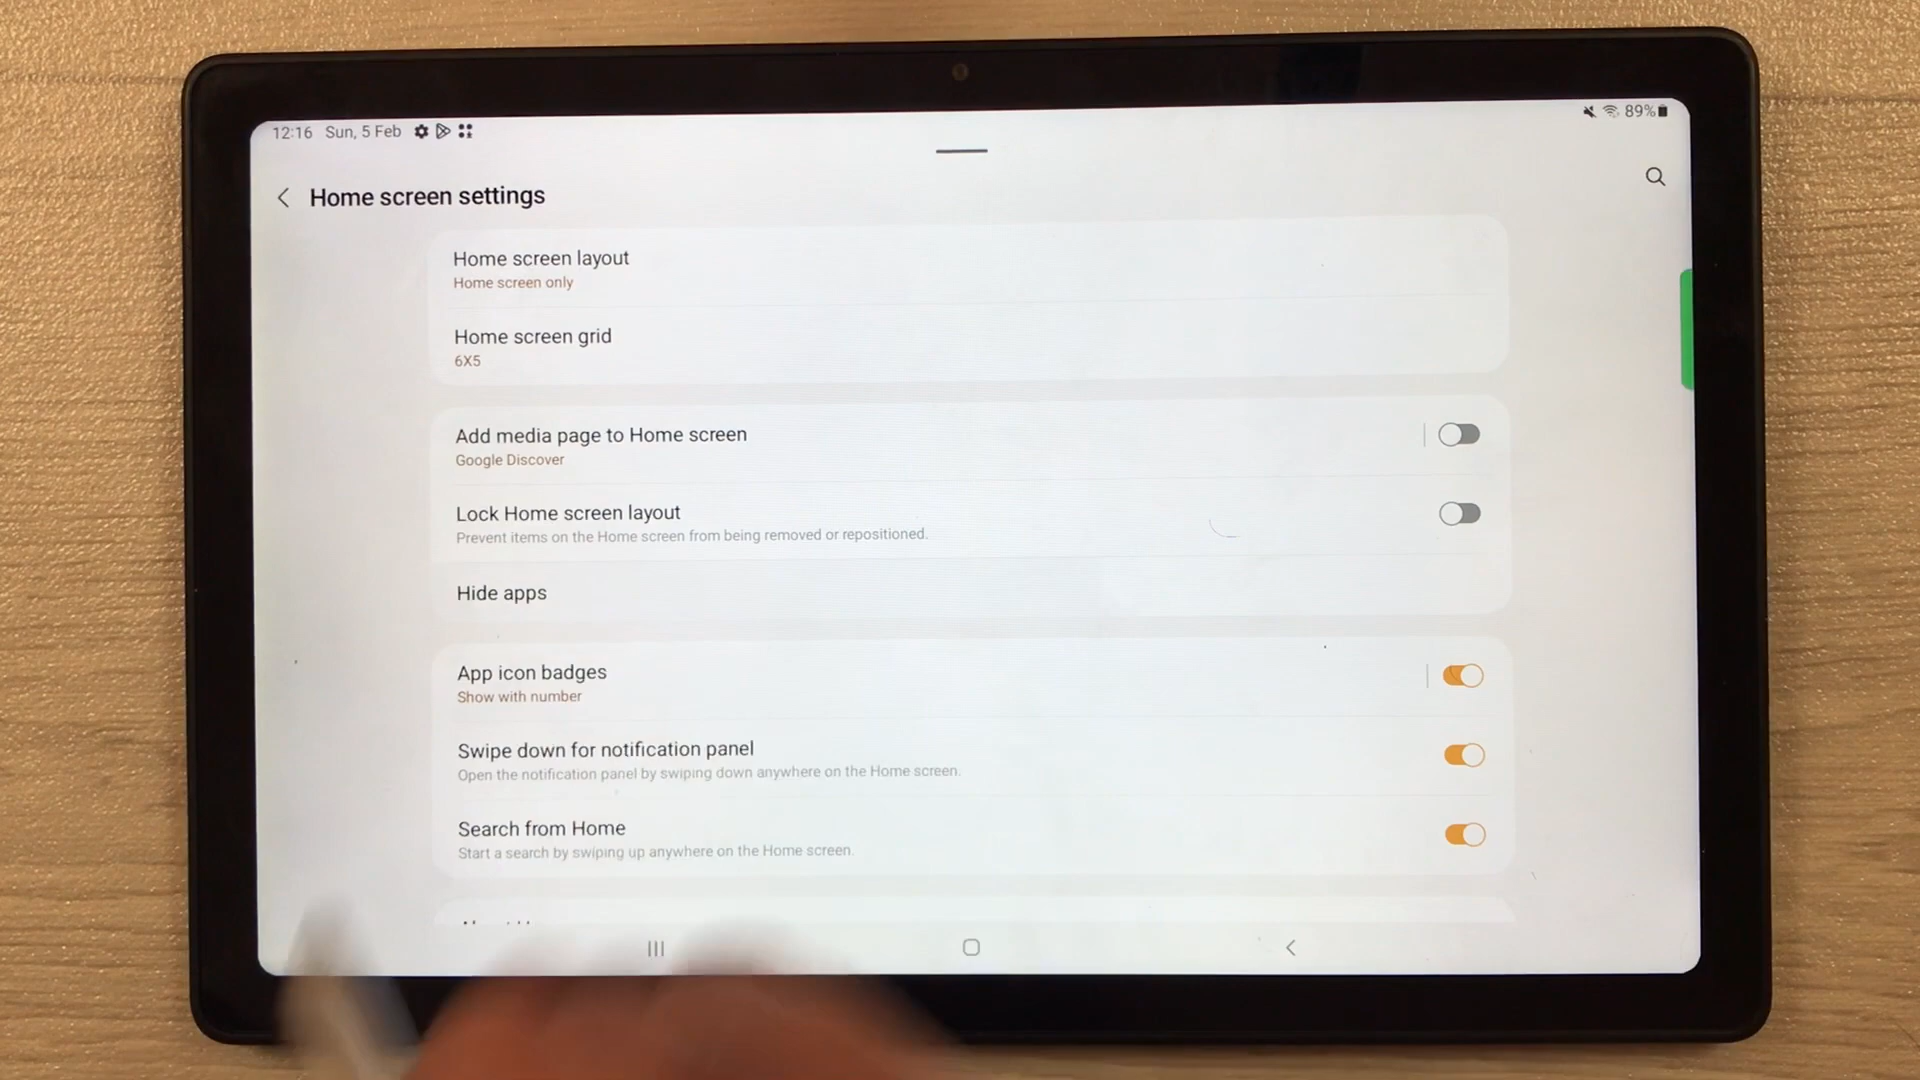 12:16 Sun, 5 Feb
89%
Home screen settings
Home screen layout
Home screen only
Home screen grid
6X5
Add media page to Home screen
Google Discover
Lock Home screen layout
Prevent items on the Home screen from being removed or repositioned.
Hide apps
App icon badges
Show with number
Swipe down for notification panel
Open the notification panel by swiping down anywhere on the Home screen.
Search from Home
Start a search by swiping up anywhere on the Home screen.